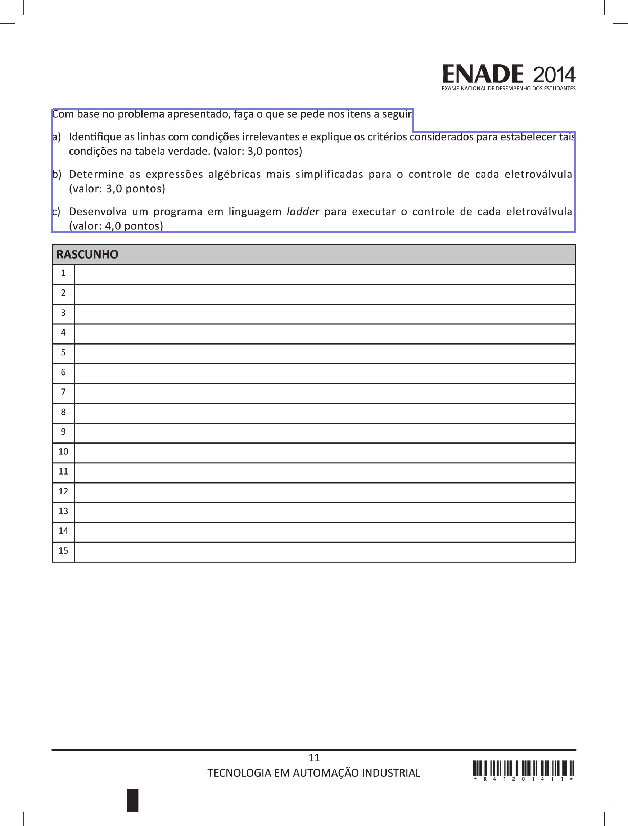 ENADE 2014
EXAME NACIONAL DE DESEMPENHO DOS ESTUDANTES
Com base no problema apresentado, faça o que se pede nos itens a seguir.
a) Identifique as linhas com condições irrelevantes e explique os critérios considerados para estabelecer tais
condições na tabela verdade. (valor: 3,0 pontos)
b) Determine as expressões algébricas mais simplificadas para o controle de cada eletroválvula.
(valor: 3,0 pontos)
c) Desenvolva um programa em linguagem ladder para executar o controle de cada eletroválvula.
(valor: 4,0 pontos)
RASCUNHO
1
2
3
4
5
6
7
8
9
10
11
12
13
14
15
11
TECNOLOGIA EM AUTOMAÇÃO INDUSTRIAL
*R4120141 1*